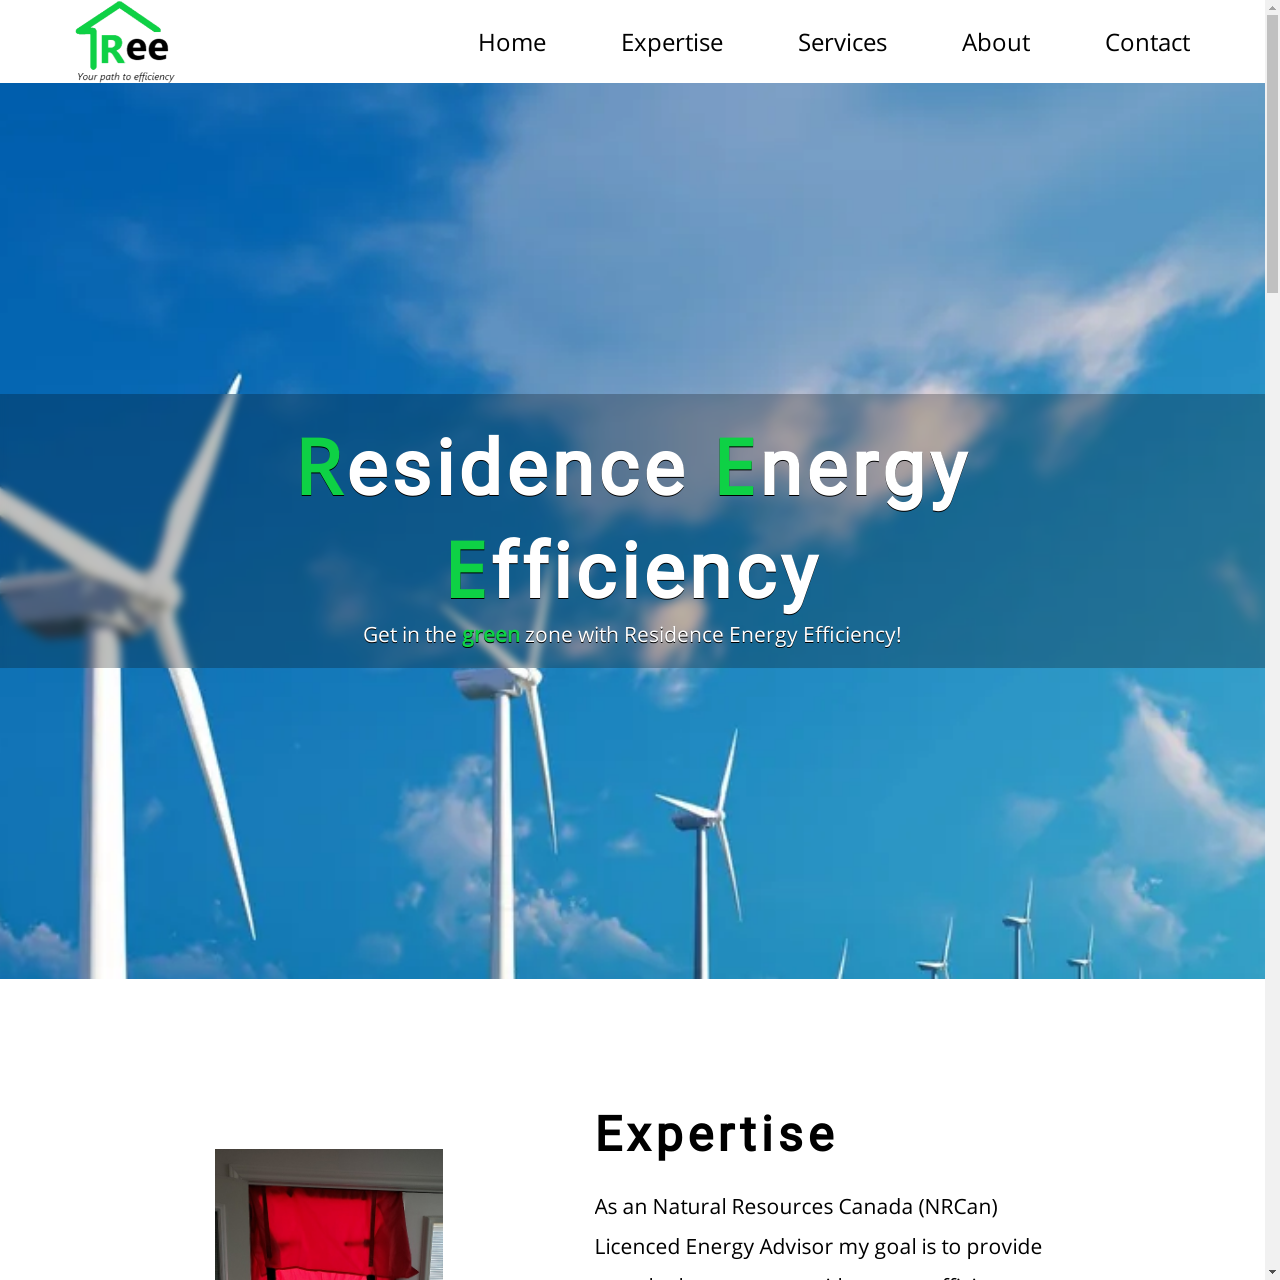 Ree
Your path to efficiency
Home
Expertise
Services
About
Contact
Residence Energy
Efficiency
Get in the green zone with Residence Energy Efficiency!
Expertise
As an Natural Resources Canada (NRCan)
Licenced Energy Advisor my goal is to provide